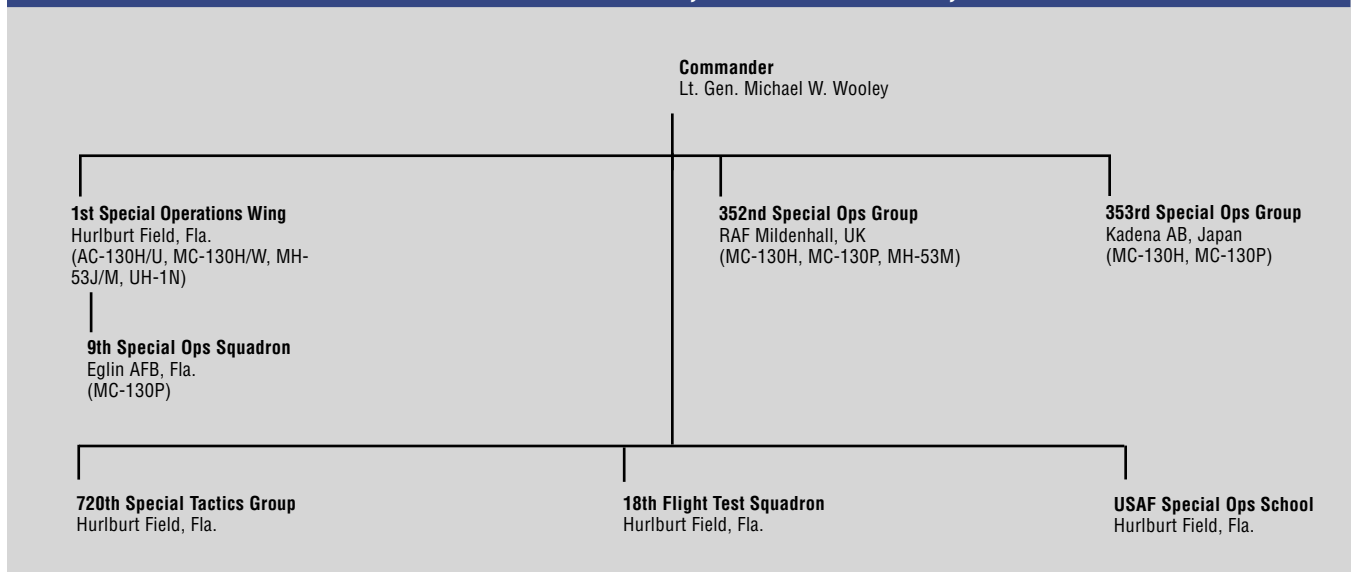 Commander
Lt. Gen. Michael W. Wooley
1st Special Operations Wing
Hurlburt Field, Fla.
(AC-130H/U, MC-130H/W, MH-
53J/M, UH-1N)
352nd Special Ops Group
RAF Mildenhall, UK
(MC-130H, MC-130P, MH-53M)
353rd Special Ops Group
Kadena AB, Japan
(MC-130H, MC-130P)
9th Special Ops Squadron
Eglin AFB, Fla.
(MC-130P)
720th Special Tactics Group
Hurlburt Field, Fla.
18th Flight Test Squadron
Hurlburt Field, Fla.
USAF Special Ops School
Hurlburt Field, Fla.